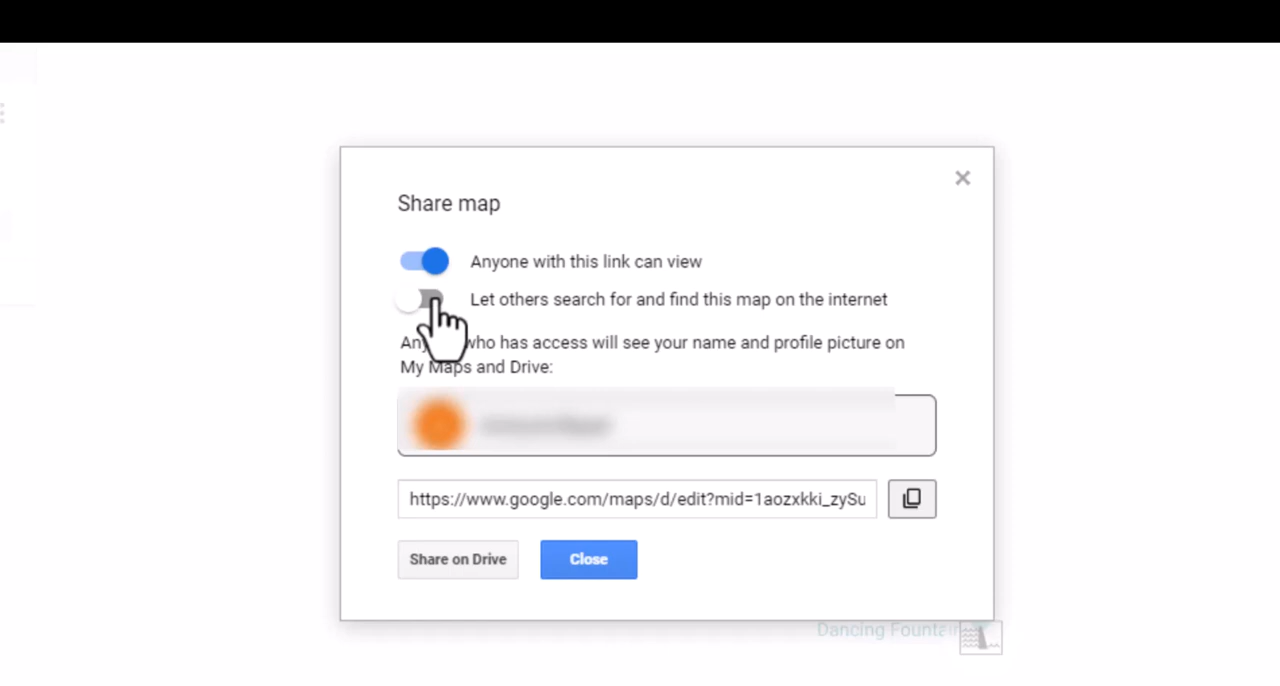 Share map
Anyone with this link can view
Let others search for and find this map on the internet
who has access will see your name and profile picture on
My Maps and Drive:
https://www.google.com/maps/d/edit?mid=1aozxkki_zySu
Share on Drive
Close
Dancing